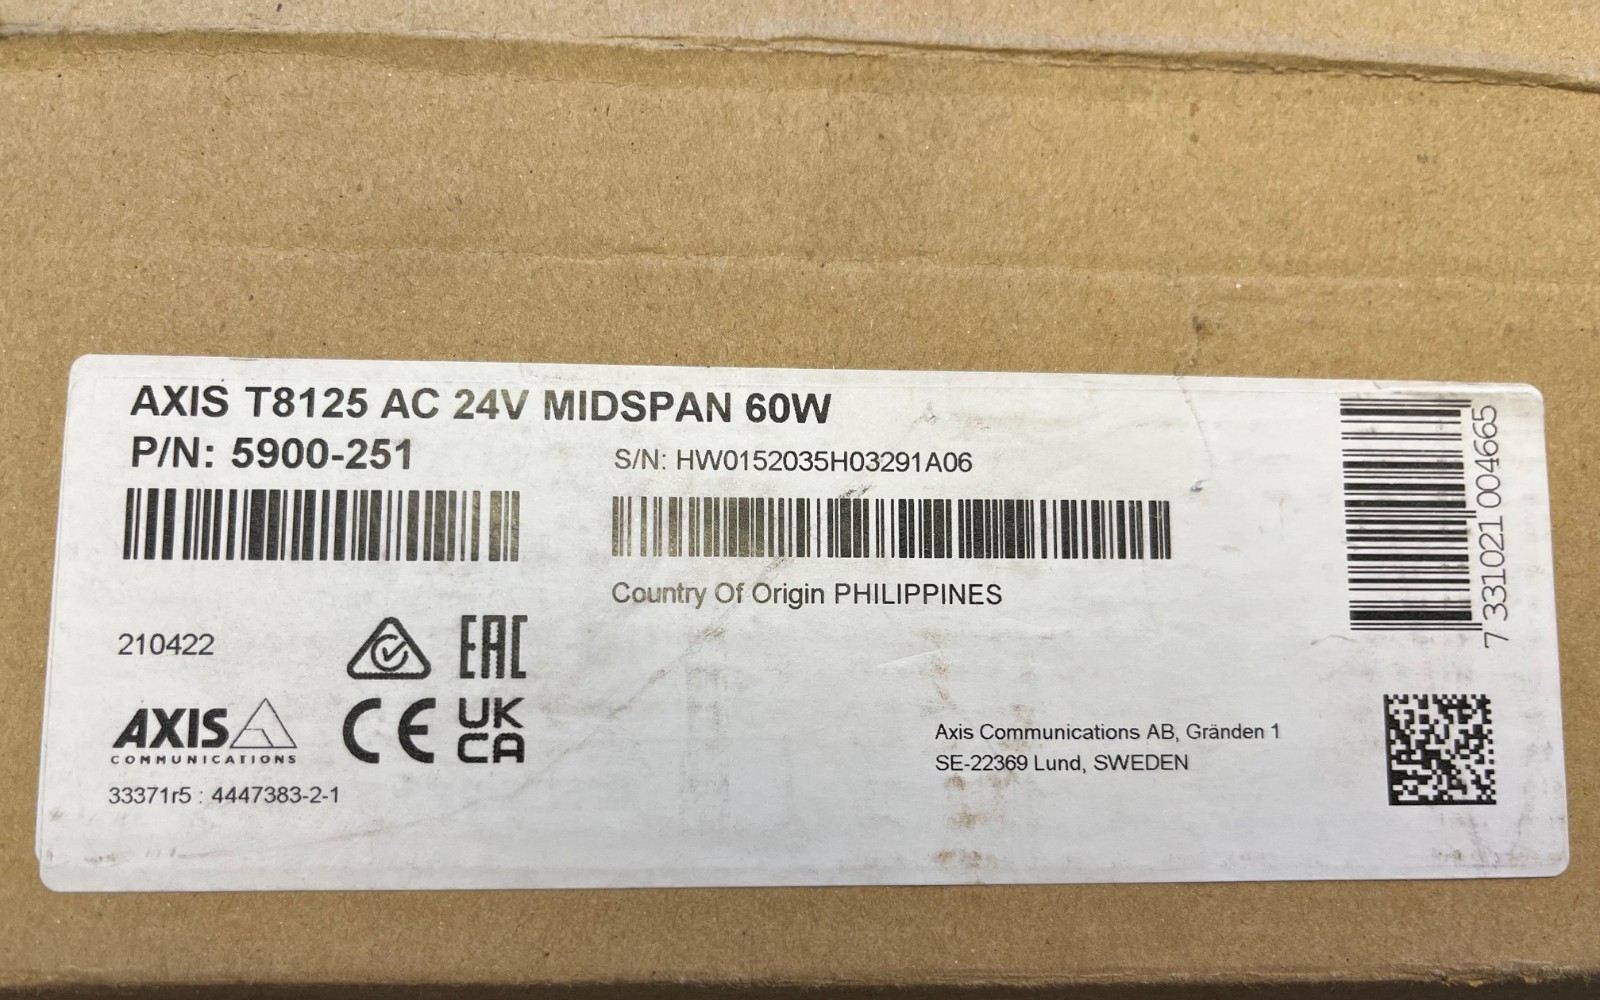 AXIS T8125 AC 24V MIDSPAN 60W
P/N: 5900-251
S/N: HW0152035H03291A06
Country Of Origin PHILIPPINES
7 331021 004665
210422
EAC
CE
UK
CA
AXIS
COMMUNICATIONS
33371r5 : 4447383-2-1
Axis Communications AB, Gränden 1
SE-22369 Lund, SWEDEN